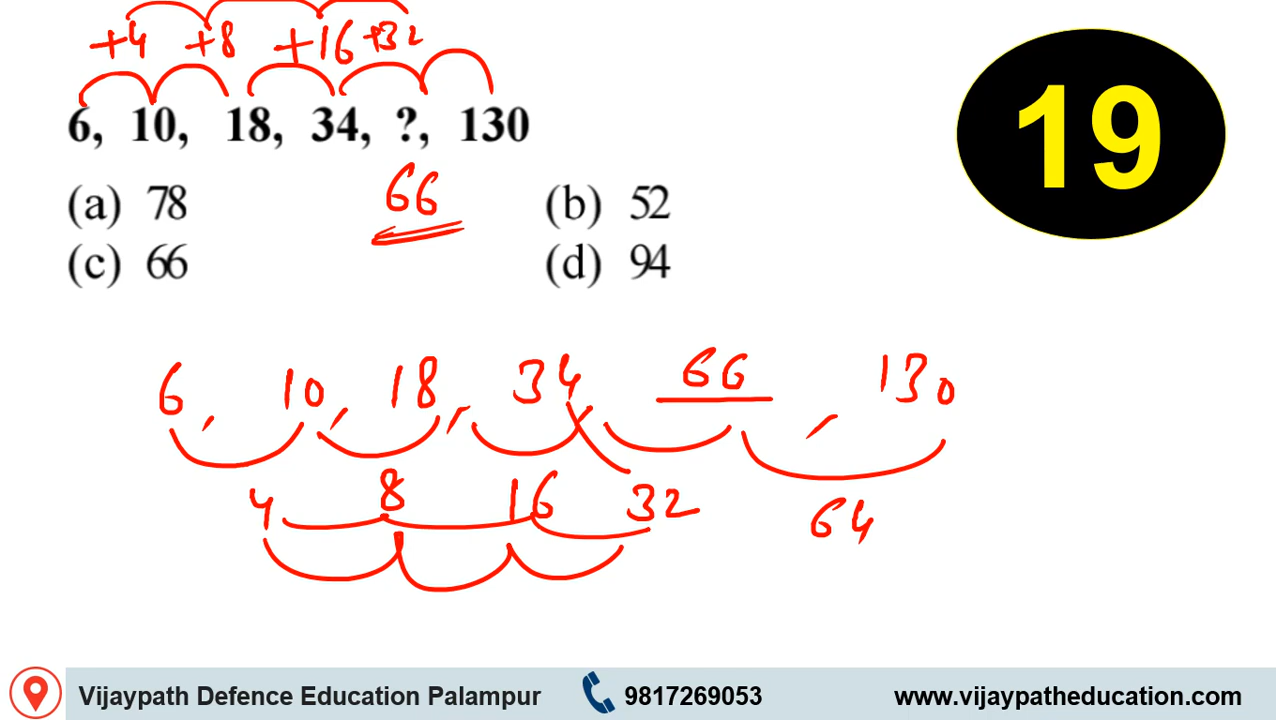 +4 +8 +16 +32
6, 10, 18, 34, ?, 130
19
66
(a) 78 (b) 52
(c) 66 (d) 94
6, 10, 18, 34, 66, 130
4 8 16 32 64
Vijaypath Defence Education Palampur 9817269053 www.vijaypatheducation.com